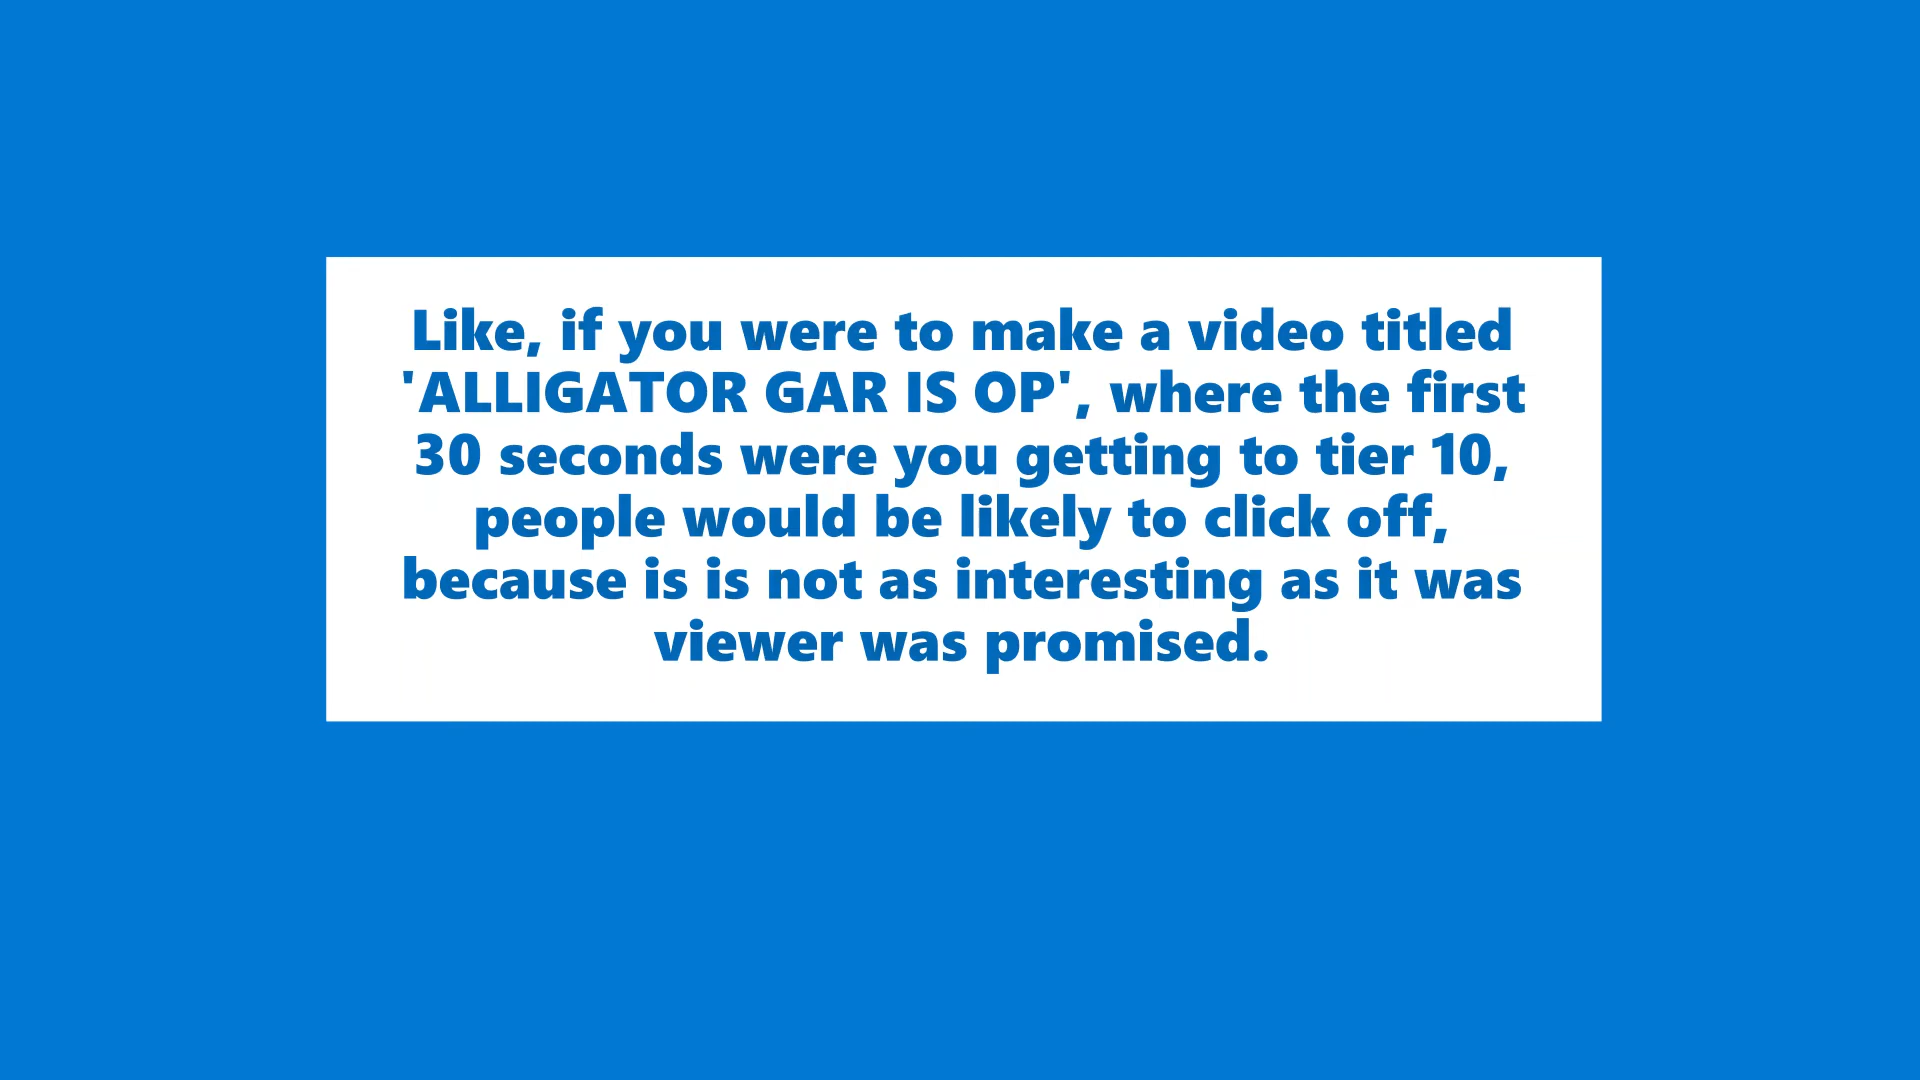 Like, if you were to make a video titled
'ALLIGATOR GAR IS OP', where the first
30 seconds were you getting to tier 10,
people would be likely to click off,
because is is not as interesting as it was
viewer was promised.